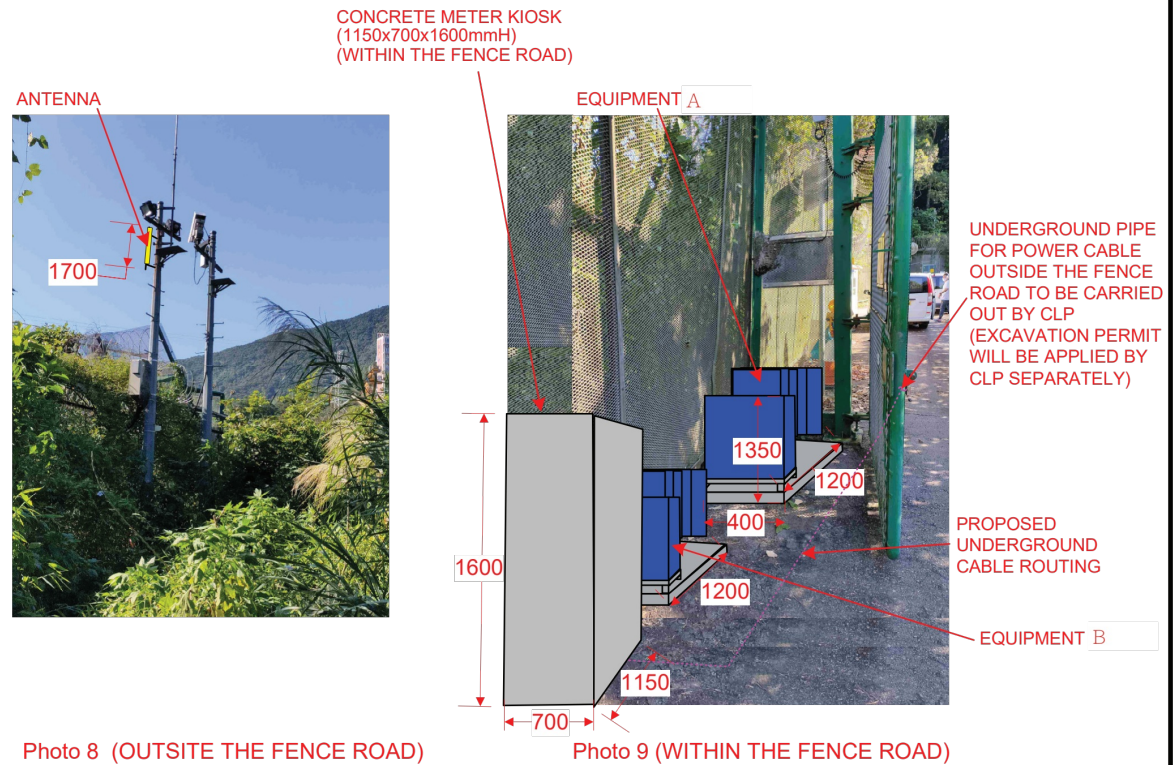 CONCRETE METER KIOSK
(1150x700x1600mmH)
(WITHIN THE FENCE ROAD)
ANTENNA
EQUIPMENT A
1700
UNDERGROUND PIPE
FOR POWER CABLE
OUTSIDE THE FENCE
ROAD TO BE CARRIED
OUT BY CLP
(EXCAVATION PERMIT
WILL BE APPLIED BY
CLP SEPARATELY)
1350
1200
400
1600
PROPOSED
UNDERGROUND
CABLE ROUTING
1200
EQUIPMENT B
1150
700
Photo 8 (OUTSITE THE FENCE ROAD)
Photo 9 (WITHIN THE FENCE ROAD)